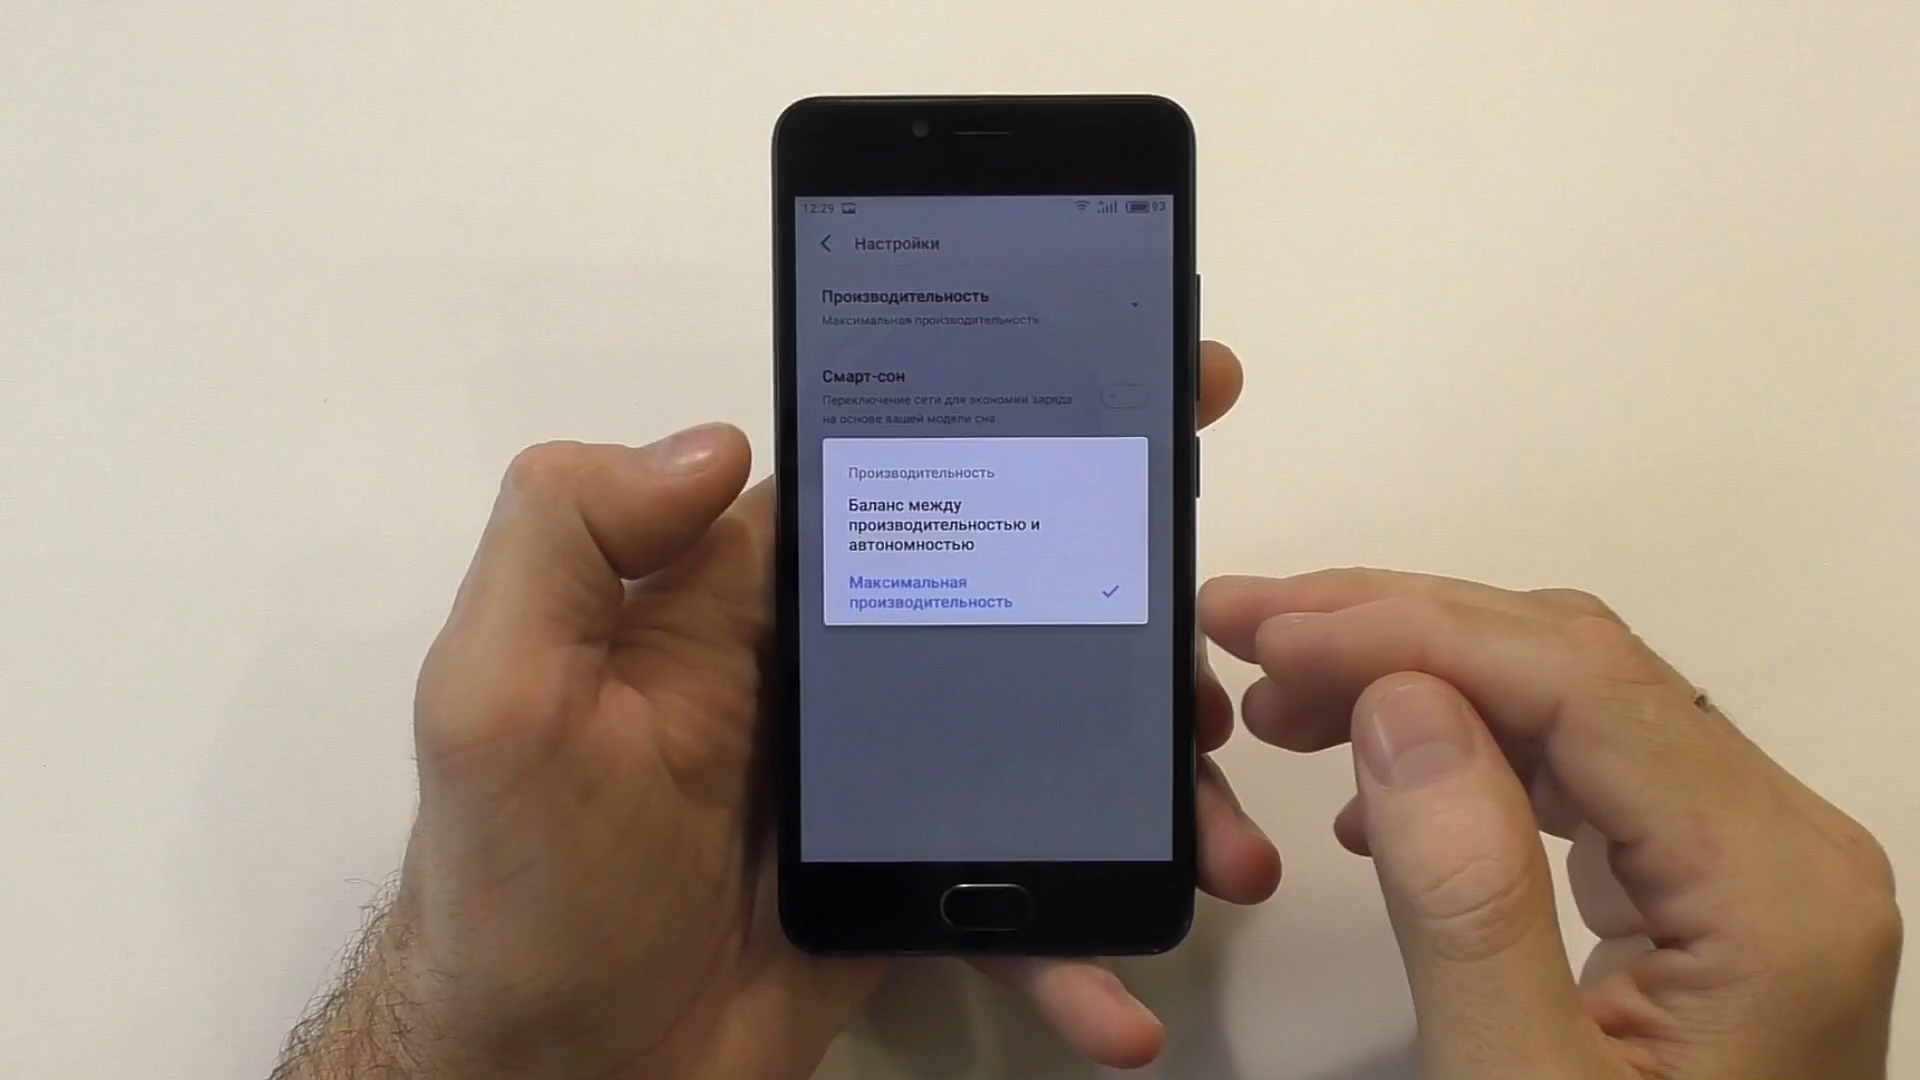 12:29 93
Настройки
Производительность
Максимальная производительность
Смарт-сон
Переключение сети для экономии заряда
на основе вашей модели сна
Производительность
Баланс между
производительностью и
автономностью
Максимальная
производительность